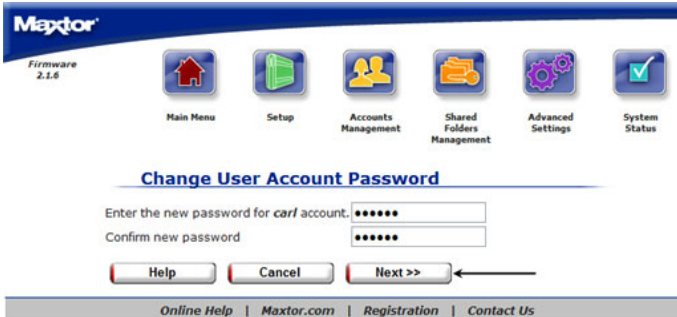 Maxtor
Firmware
2.1.6
Main Menu
Setup
Accounts
Management
Shared
Folders
Management
Advanced
Settings
System
Status
Change User Account Password
Enter the new password for carl account. ●●●●●●
Confirm new password ●●●●●●
Help Cancel Next >>
Online Help | Maxtor.com | Registration | Contact Us